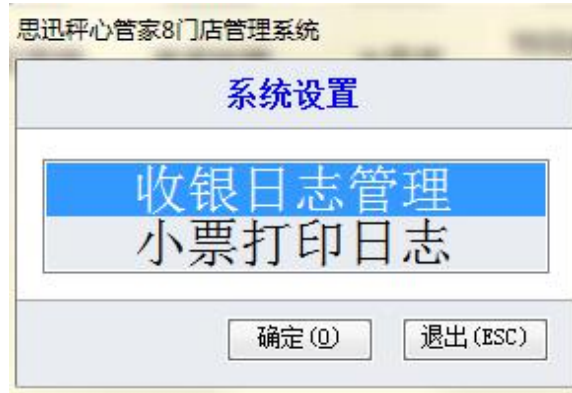 思迅秤心管家8门店管理系统
系统设置
收银日志管理
小票打印日志
确定(O)
退出(ESC)